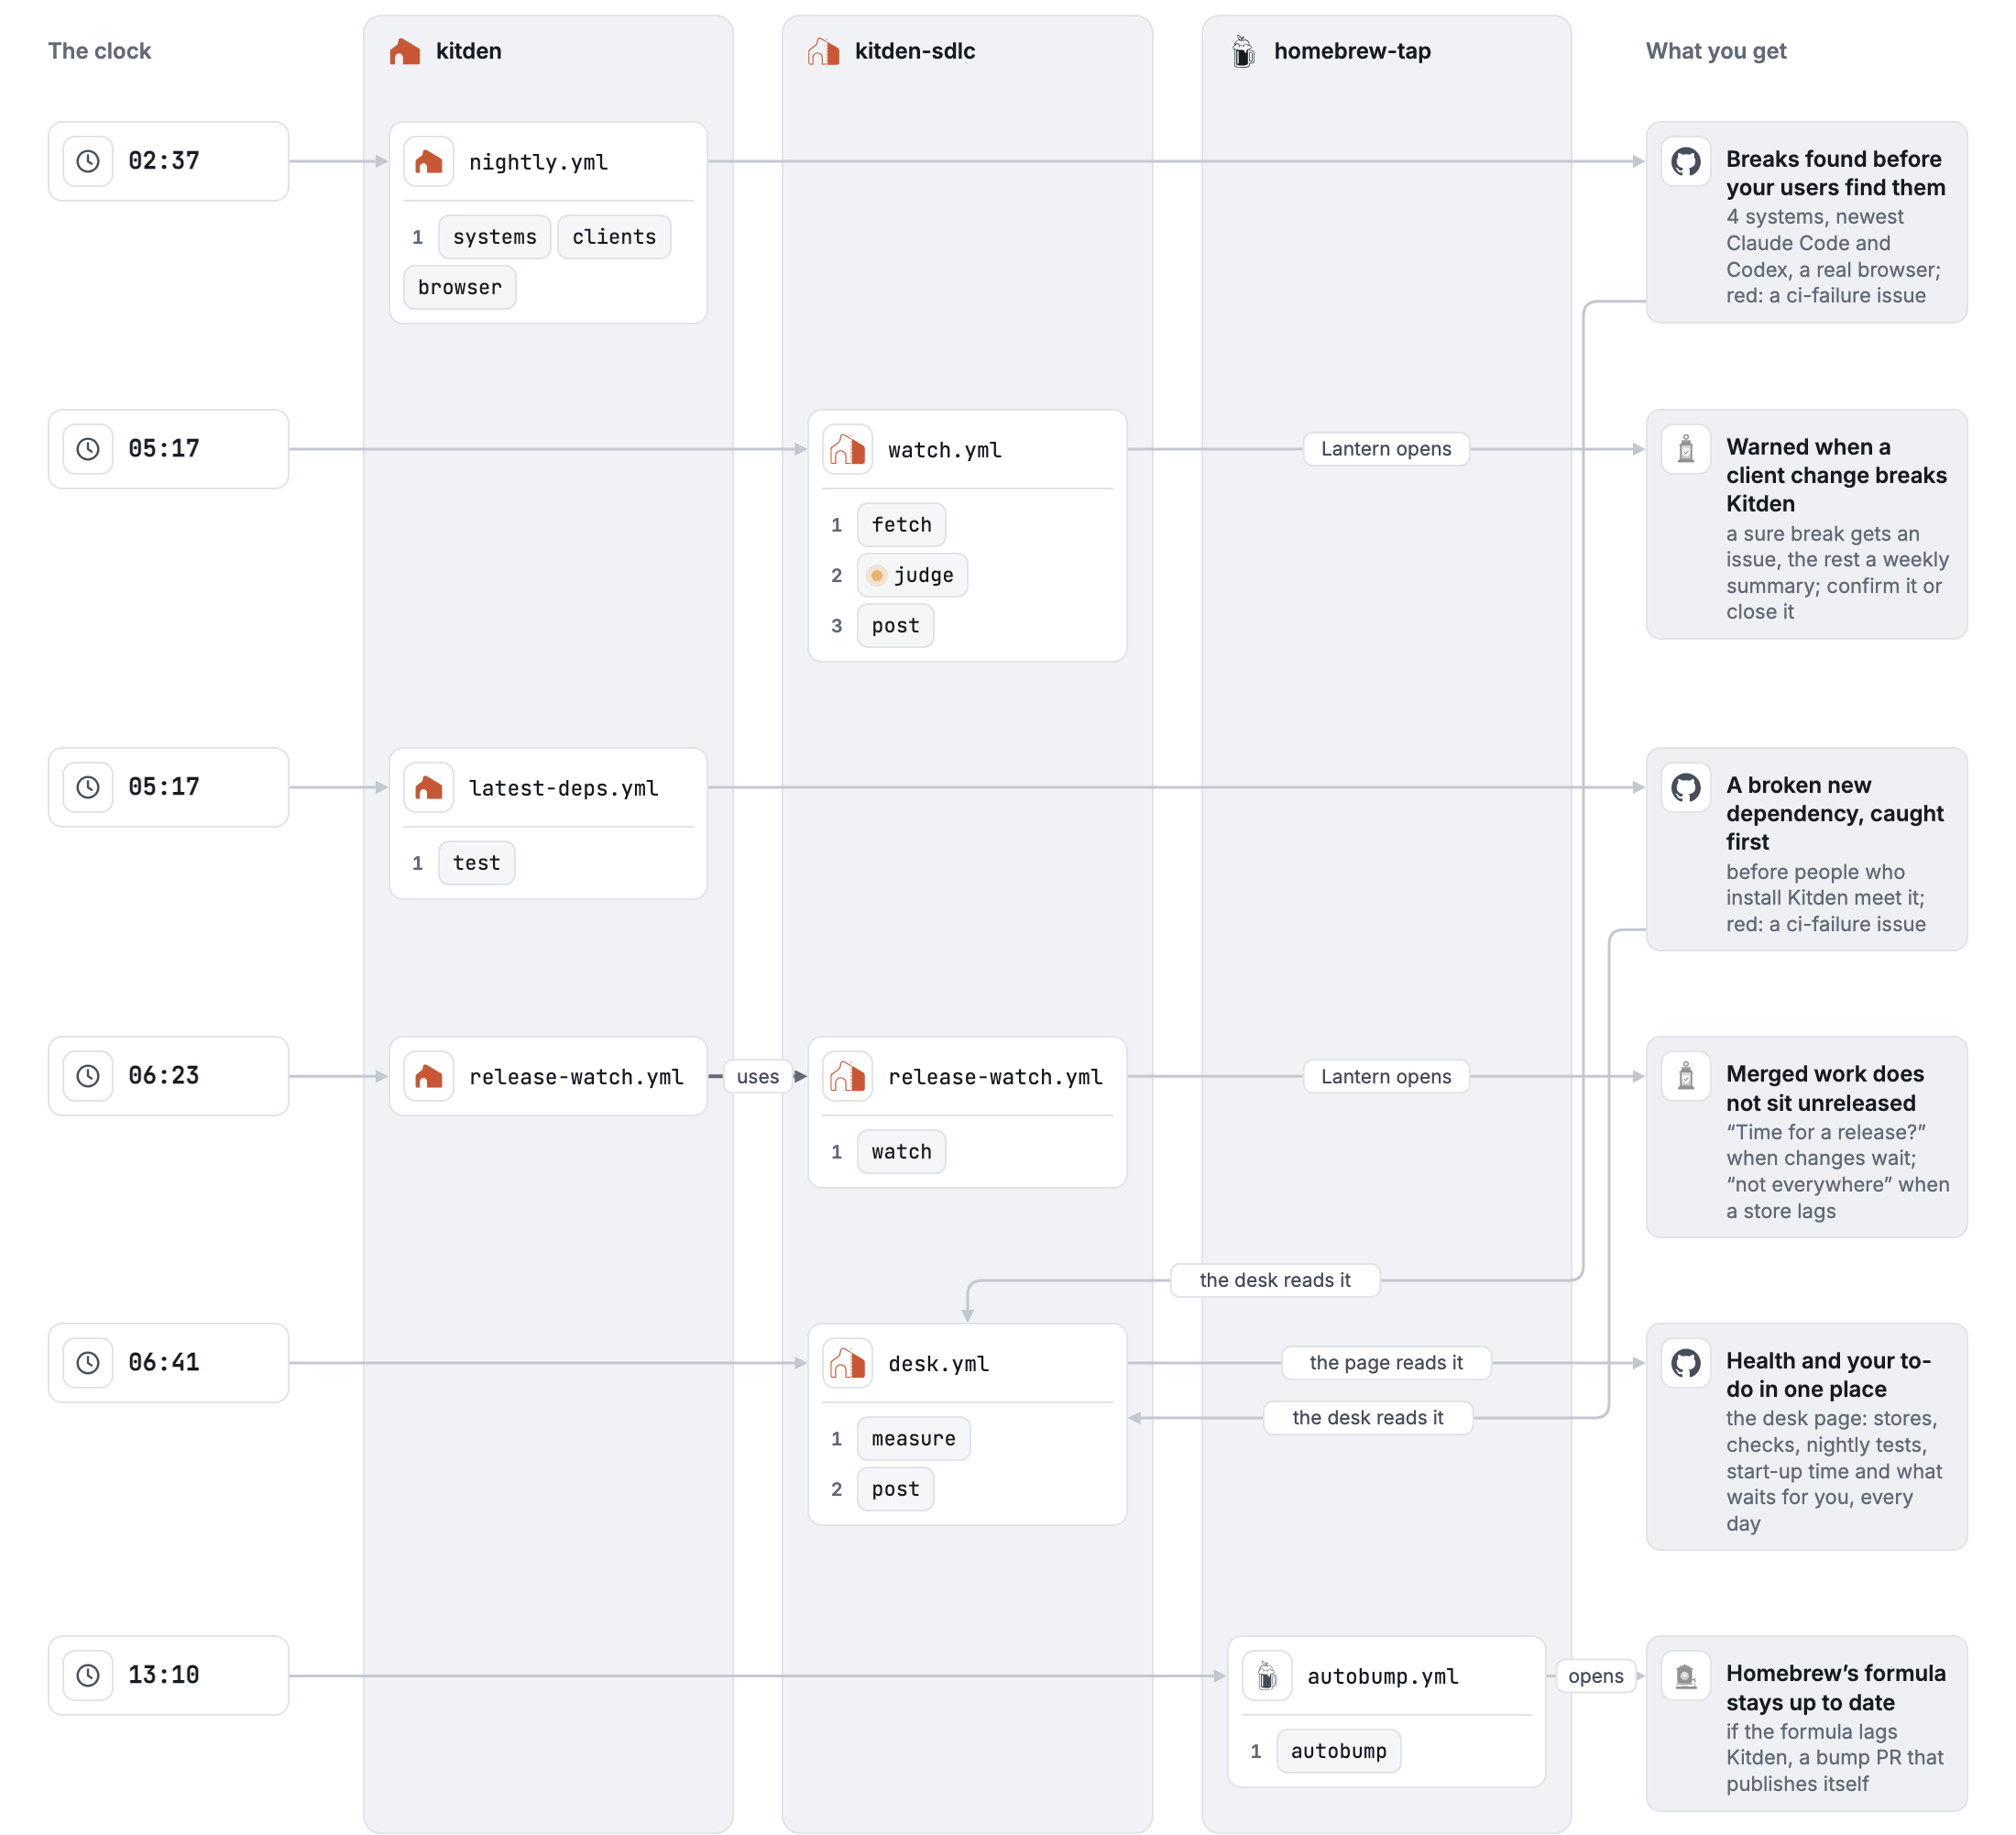 The clock
kitden
kitden-sdlc
homebrew-tap
What you get
02:37
nightly.yml
1 systems clients
browser
Breaks found before
your users find them
4 systems, newest
Claude Code and
Codex, a real browser;
red: a ci-failure issue
05:17
watch.yml
1 fetch
2 judge
3 post
Lantern opens
Warned when a
client change breaks
Kitden
a sure break gets an
issue, the rest a weekly
summary; confirm it or
close it
05:17
latest-deps.yml
1 test
A broken new
dependency, caught
first
before people who
install Kitden meet it;
red: a ci-failure issue
06:23
release-watch.yml
uses
release-watch.yml
1 watch
Lantern opens
Merged work does
not sit unreleased
“Time for a release?”
when changes wait;
“not everywhere” when
a store lags
the desk reads it
06:41
desk.yml
1 measure
2 post
the page reads it
the desk reads it
Health and your to-
do in one place
the desk page: stores,
checks, nightly tests,
start-up time and what
waits for you, every
day
13:10
autobump.yml
1 autobump
opens
Homebrew’s formula
stays up to date
if the formula lags
Kitden, a bump PR that
publishes itself